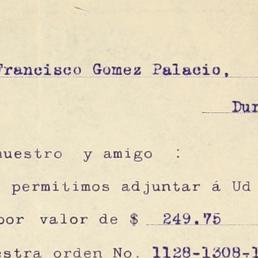 Francisco Gomez Palacio,
Dur
nuestro y amigo :
permitimos adjuntar á Ud
por valor de $ 249.75
estra orden No. 1128-1308-1